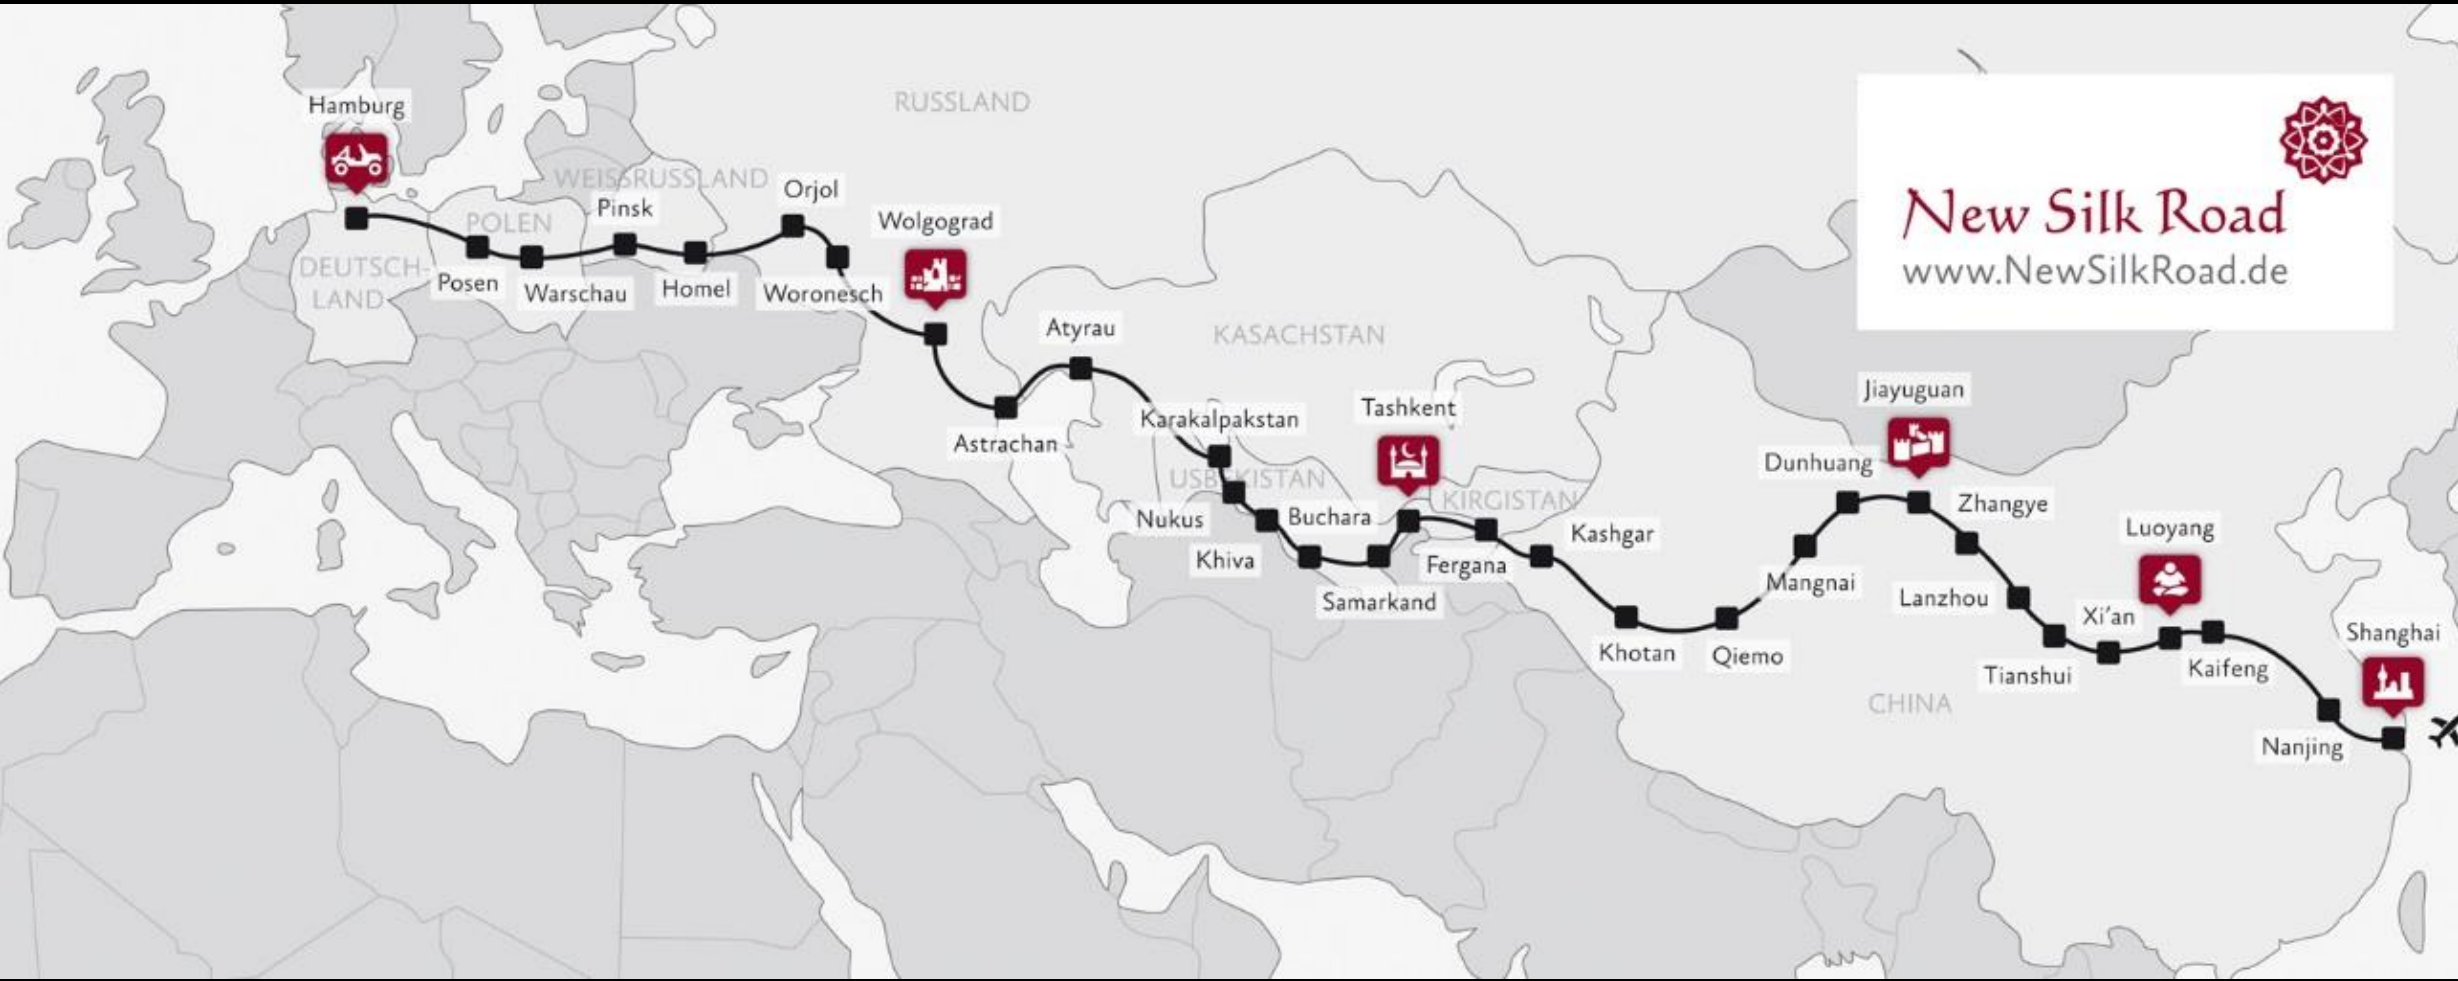 Hamburg
RUSSLAND
WEISSRUSSLAND
Orjol
Pinsk
POLEN
Wolgograd
New Silk Road
www.NewSilkRoad.de
DEUTSCH-
LAND
Posen
Warschau
Homel
Woronesch
Atyrau
KASACHSTAN
Jiayuguan
Tashkent
Karakalpakstan
Astrachan
Dunhuang
USBEKISTAN
KIRGISTAN
Zhangye
Nukus
Buchara
Luoyang
Kashgar
Khiva
Fergana
Mangnai
Lanzhou
Samarkand
Xi'an
Shanghai
Khotan
Qiemo
Kaifeng
Tianshui
CHINA
Nanjing